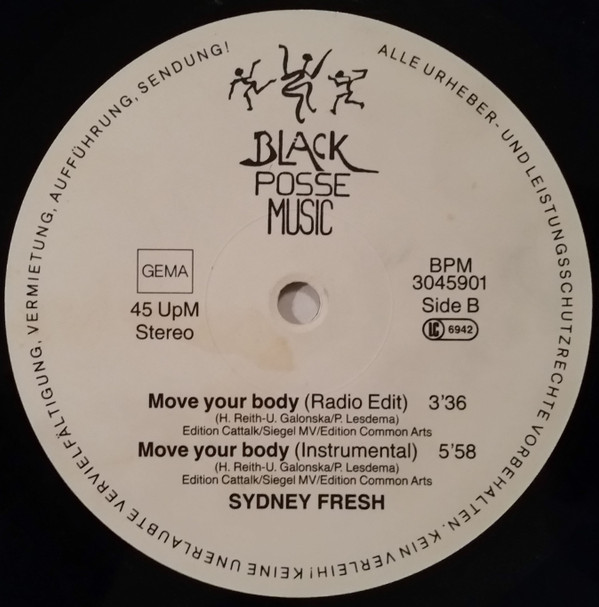 ALLE URHEBER- UND LEISTUNGSSCHUTZRECHTE VORBEHALTEN. KEIN VERLEIH! KEINE UNERLAUBTE VERVIELFÄLTIGUNG, VERMIETUNG, AUFFÜHRUNG, SENDUNG!
BLACK
POSSE
MUSIC
GEMA
45 UpM
Stereo
BPM
3045901
Side B
LC 6942
Move your body (Radio Edit) 3'36
(H. Reith-U. Galonska/P. Lesdema)
Edition Cattalk/Siegel MV/Edition Common Arts
Move your body (Instrumental) 5'58
(H. Reith-U. Galonska/P. Lesdema)
Edition Cattalk/Siegel MV/Edition Common Arts
SYDNEY FRESH